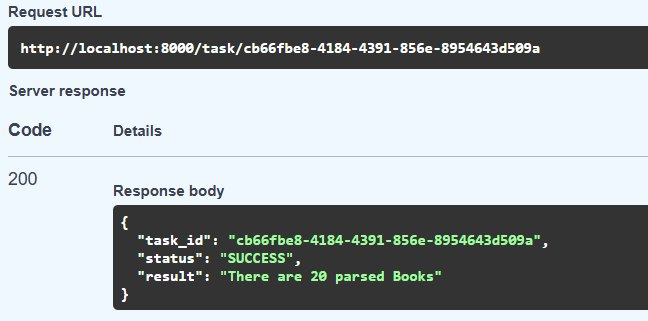 Request URL
http://localhost:8000/task/cb66fbe8-4184-4391-856e-8954643d509a
Server response
Code Details
200
Response body
{
"task_id": "cb66fbe8-4184-4391-856e-8954643d509a",
"status": "SUCCESS",
"result": "There are 20 parsed Books"
}